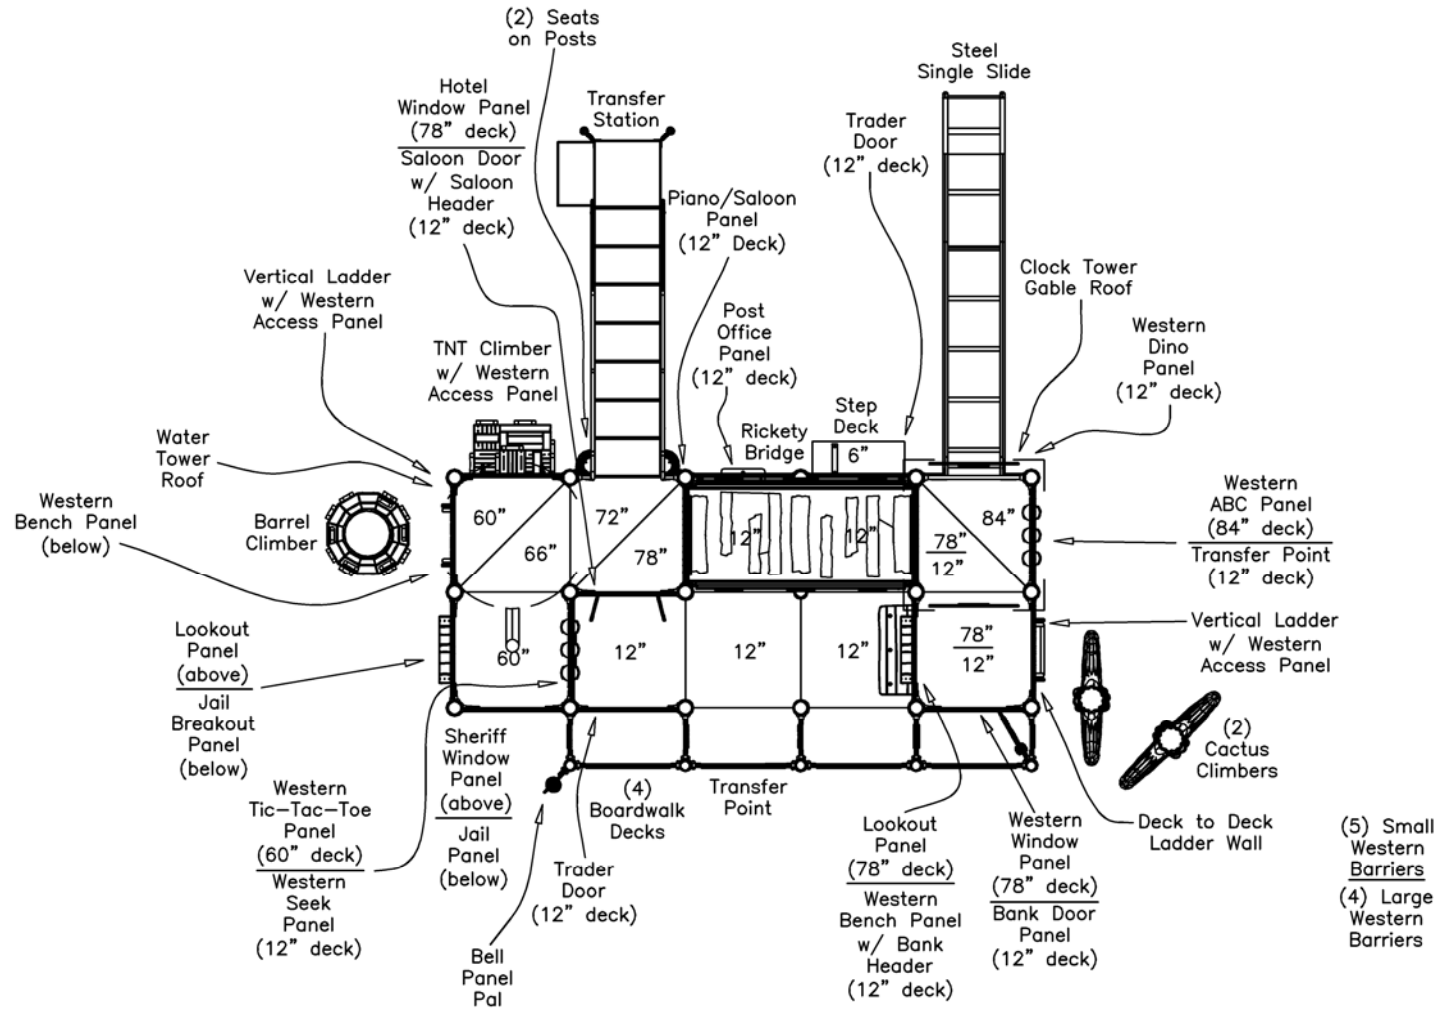 (2) Seats
on Posts
Steel
Single Slide
Hotel
Window Panel
(78" deck)
Saloon Door
w/ Saloon
Header
(12" deck)
Transfer
Station
Trader
Door
(12" deck)
Piano/Saloon
Panel
(12" Deck)
Vertical Ladder
w/ Western
Access Panel
Clock Tower
Gable Roof
Post
Office
Panel
(12" deck)
Western
Dino
Panel
(12" deck)
TNT Climber
w/ Western
Access Panel
Step
Deck
6"
Rickety
Bridge
Water
Tower
Roof
Western
Bench Panel
(below)
Barrel
Climber
Western
ABC Panel
(84" deck)
Transfer Point
(12" deck)
60"
66"
72"
78"
12"
12"
84"
78"
12"
60"
12"
12"
12"
78"
12"
Lookout
Panel
(above)
Jail
Breakout
Panel
(below)
Vertical Ladder
w/ Western
Access Panel
(2)
Cactus
Climbers
Sheriff
Window
Panel
(above)
Jail
Panel
(below)
(4)
Boardwalk
Decks
Transfer
Point
Western
Tic-Tac-Toe
Panel
(60" deck)
Western
Seek
Panel
(12" deck)
Trader
Door
(12" deck)
Bell
Panel
Pal
Lookout
Panel
(78" deck)
Western
Bench Panel
w/ Bank
Header
(12" deck)
Western
Window
Panel
(78" deck)
Bank Door
Panel
(12" deck)
Deck to Deck
Ladder Wall
(5) Small
Western
Barriers
(4) Large
Western
Barriers